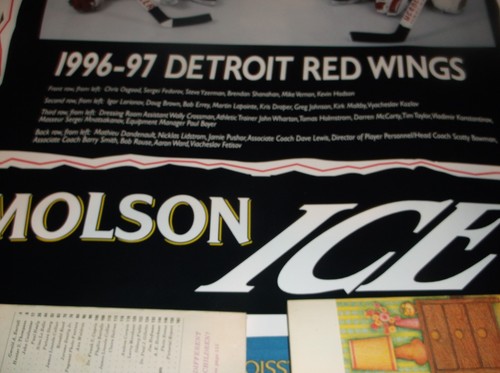 1996-97 DETROIT RED WINGS
Front row, from left: Chris Osgood, Sergei Fedorov, Steve Yzerman, Brendan Shanahan, Mike Vernon, Kevin Hodson
Second row, from left: Igor Larionov, Doug Brown, Bob Errey, Martin Lapointe, Kris Draper, Greg Johnson, Kirk Maltby, Vyacheslav Kozlov
Third row, from left: Dressing Room Assistant Wally Crossman, Athletic Trainer John Wharton, Tomas Holmstrom, Darren McCarty, Tim Taylor, Vladimir Konstantinov,
Masseur Sergei Mnatsakanov, Equipment Manager Paul Boyer
Back row, from left: Mathieu Dandenault, Nicklas Lidstrom, Jamie Pushor, Associate Coach Dave Lewis, Director of Player Personnel/Head Coach Scotty Bowman,
Associate Coach Barry Smith, Bob Rouse, Aaron Ward, Viacheslav Fetisov
MOLSON
ICE
DIFFERENT
CHILDREN
OISS